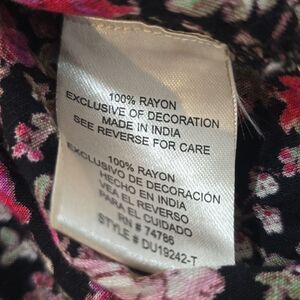 100% RAYON
EXCLUSIVE OF DECORATION
MADE IN INDIA
SEE REVERSE FOR CARE
100% RAYON
EXCLUSIVO DE DECORACIÓN
HECHO EN INDIA
VEA EL REVERSO
PARA EL CUIDADO
RN # 74786
STYLE # DU19242-T